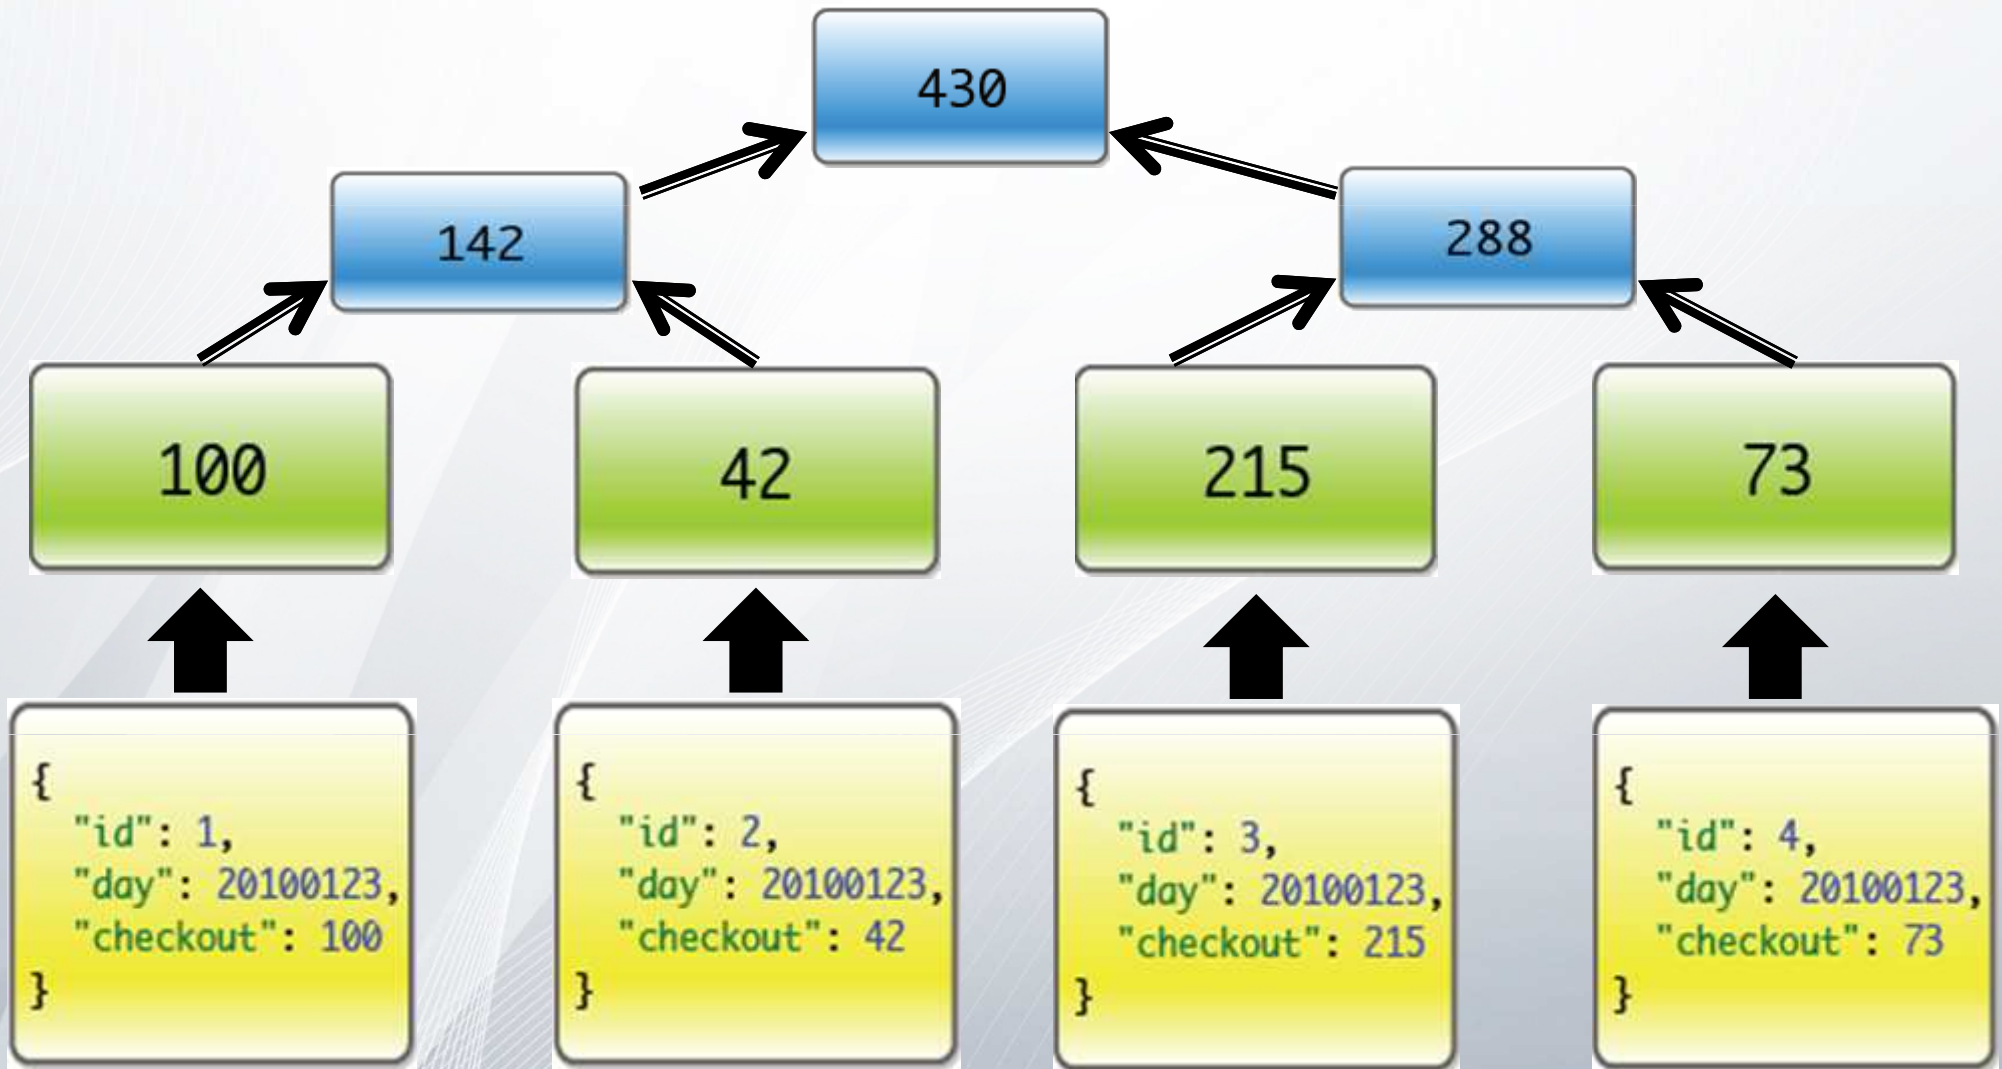 430
142
288
100
42
215
73
{
"id": 1,
"day": 20100123,
"checkout": 100
}
{
"id": 2,
"day": 20100123,
"checkout": 42
}
{
"id": 3,
"day": 20100123,
"checkout": 215
}
{
"id": 4,
"day": 20100123,
"checkout": 73
}